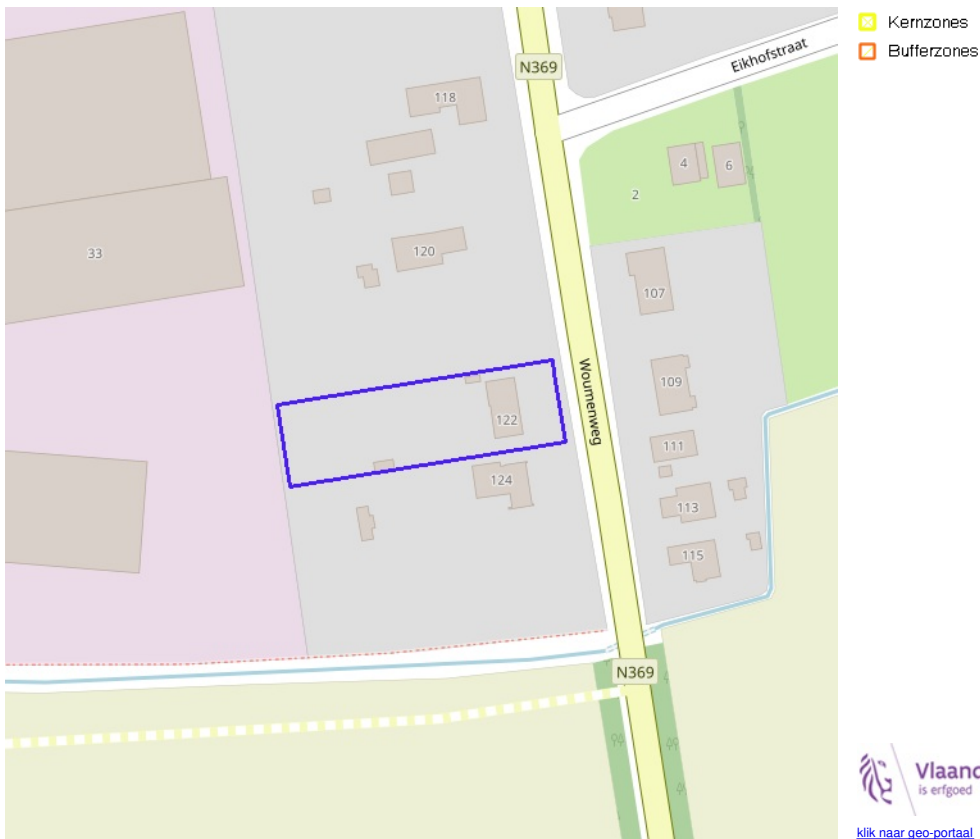 Kernzones
Bufferzones
N369
Eikhofstraat
118
4
6
2
33
120
107
Woumenweg
109
122
111
124
113
115
N369
Vlaand
is erfgoed
klik naar geo-portaal